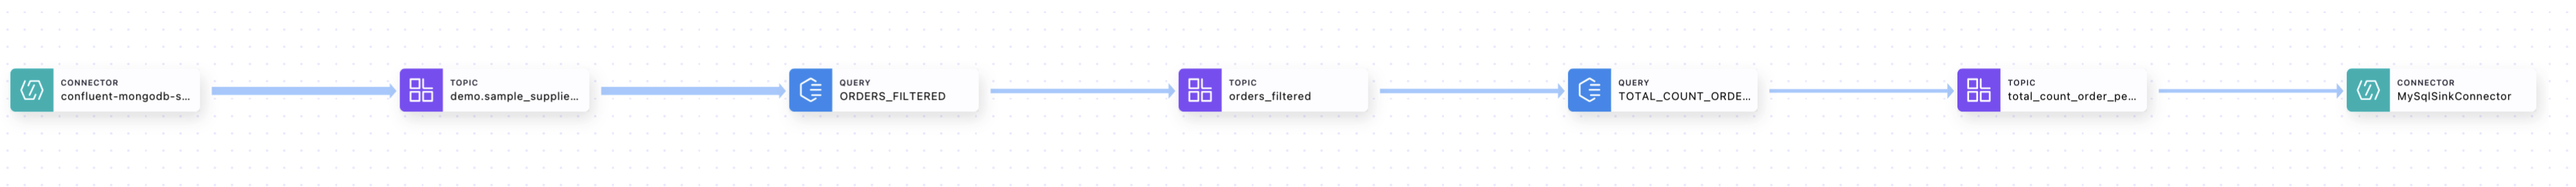 CONNECTOR
confluent-mongodb-s...
TOPIC
demo.sample_supplie...
QUERY
ORDERS_FILTERED
TOPIC
orders_filtered
QUERY
TOTAL_COUNT_ORDE...
TOPIC
total_count_order_pe...
CONNECTOR
MySqlSinkConnector